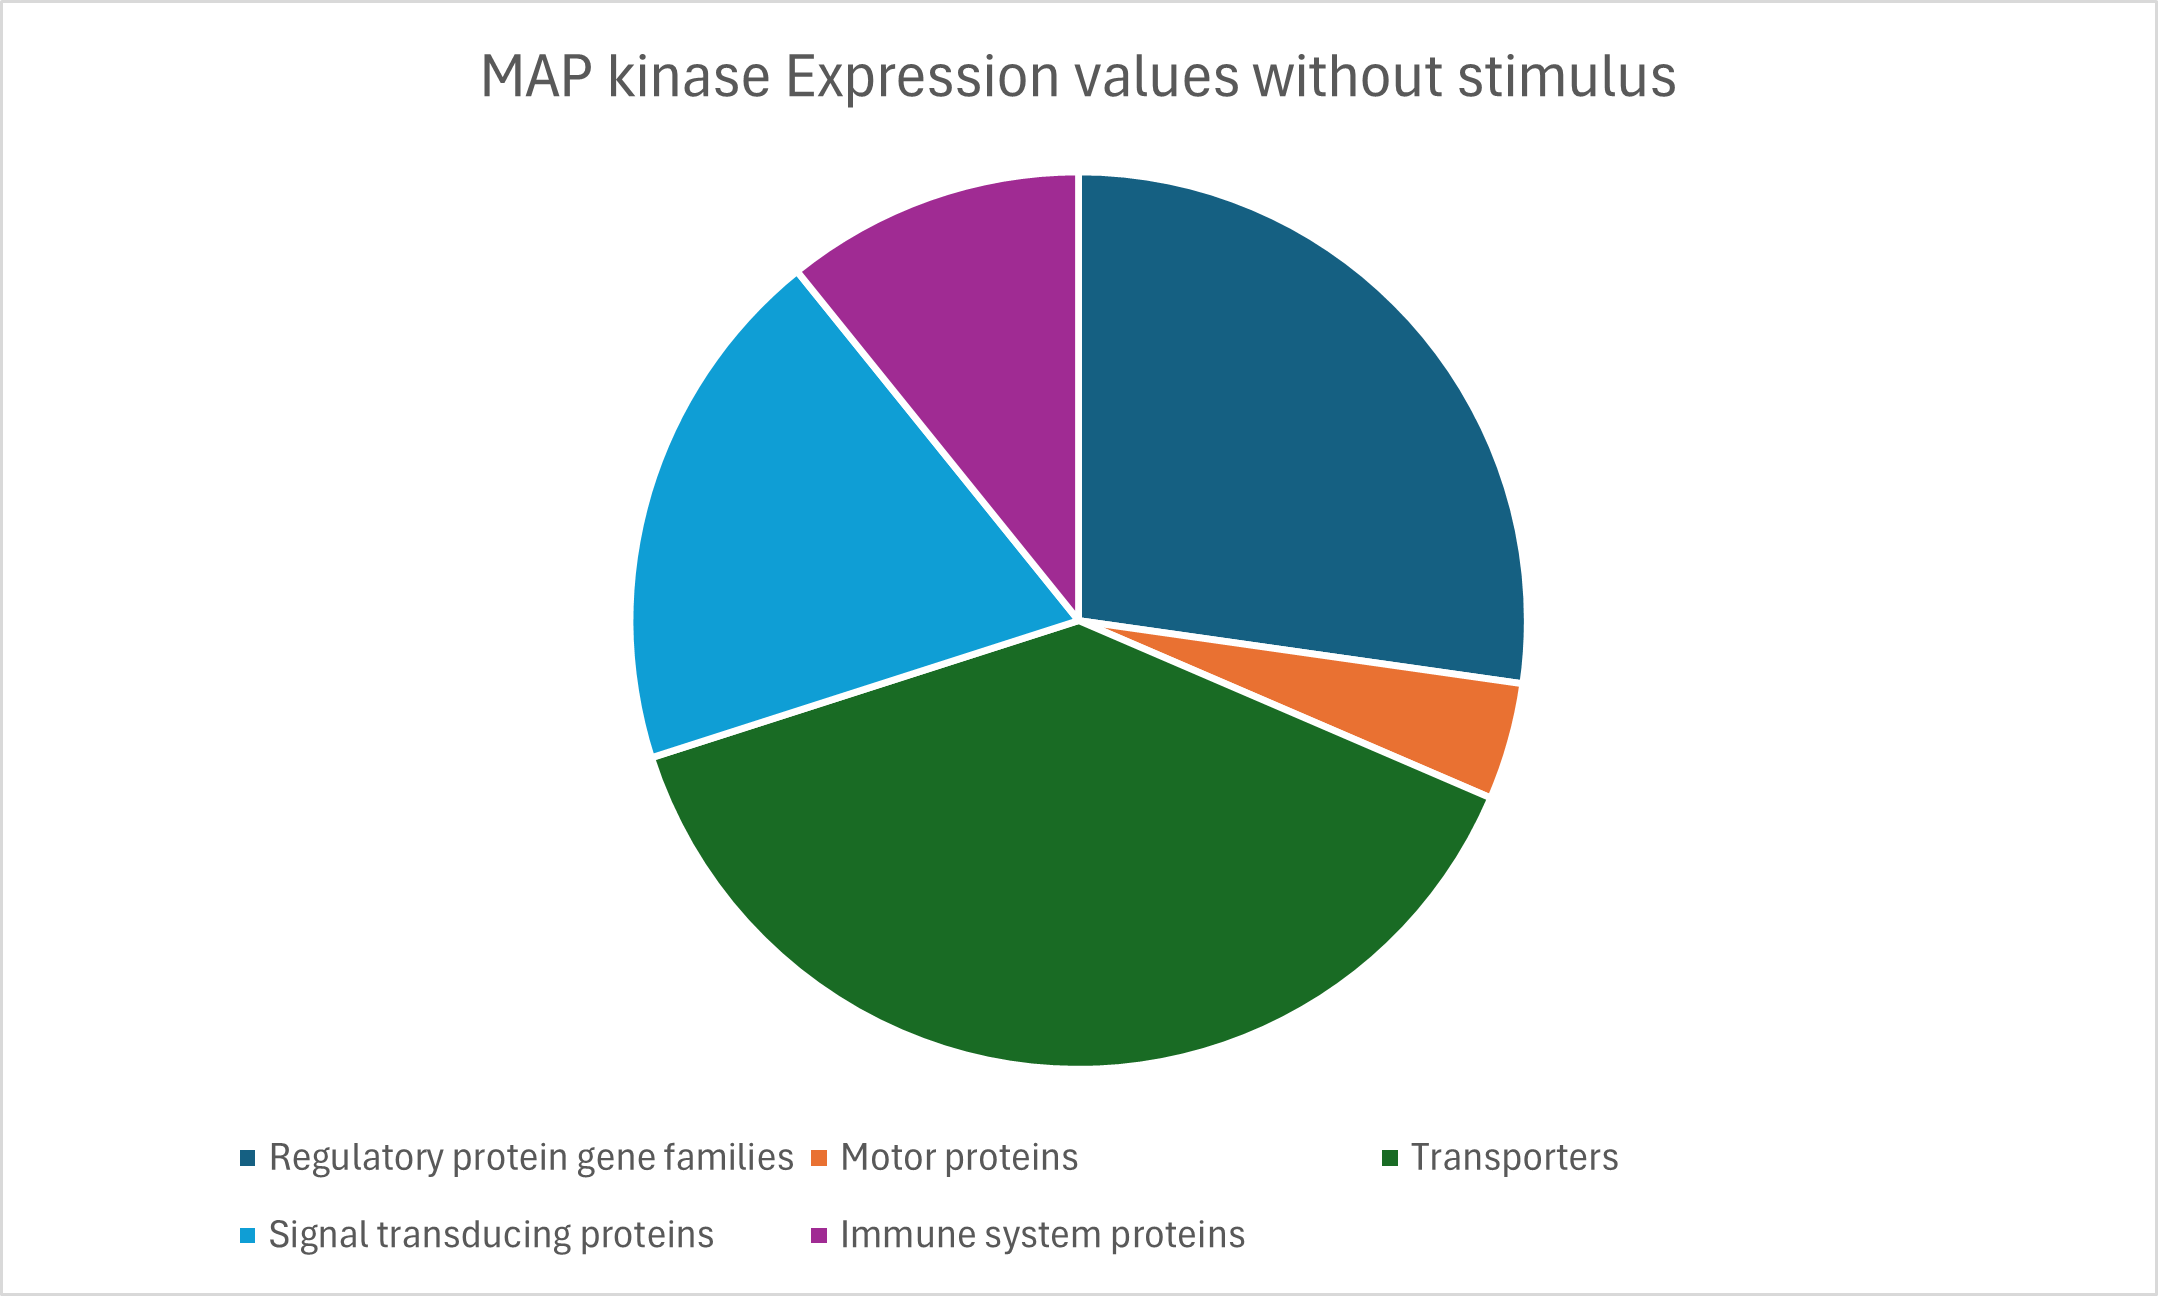 MAP kinase Expression values without stimulus
Regulatory protein gene families Motor proteins Transporters
Signal transducing proteins Immune system proteins